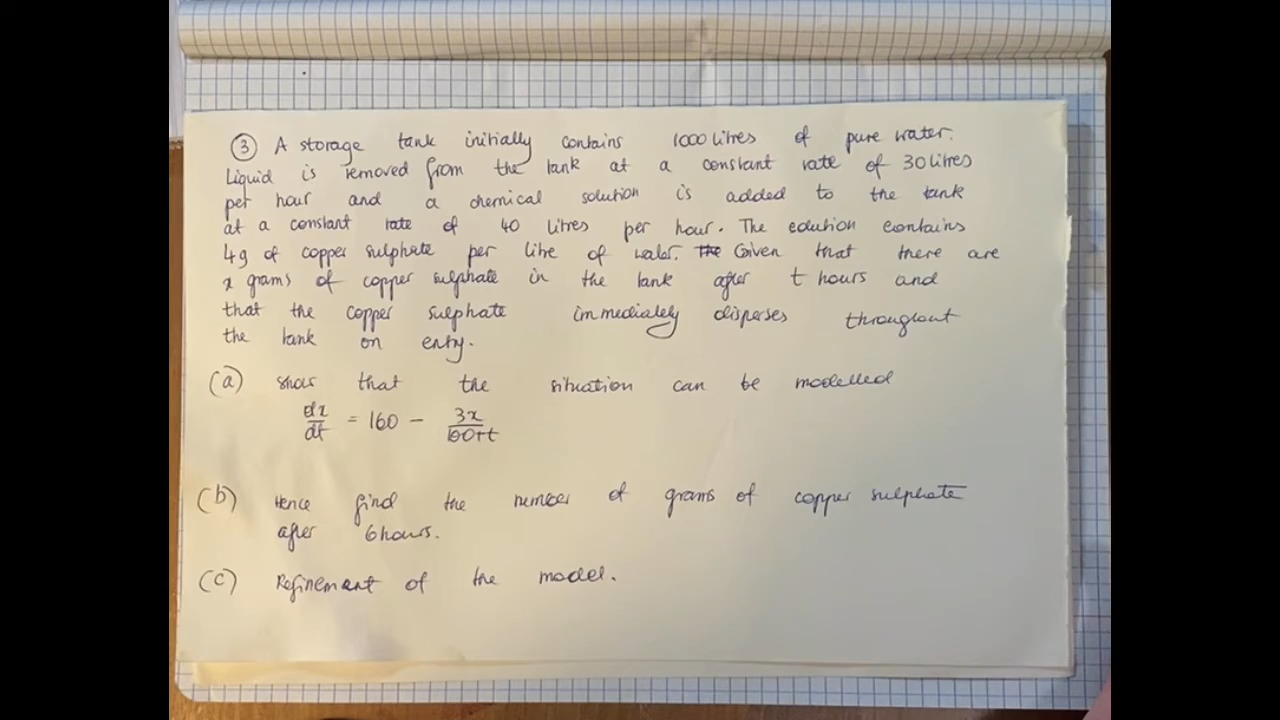 ③ A storage tank initially contains 1000 litres of pure water.
Liquid is removed from the tank at a constant rate of 30 litres
per hour and a chemical solution is added to the tank
at a constant rate of 40 litres per hour. The solution contains
4g of copper sulphate per litre of water. The Given that there are
x grams of copper sulphate in the tank after t hours and
that the copper sulphate immediately disperses throughout
the tank on entry.
(a) show that the situation can be modelled
dx/dt = 160 - 3x/100+t
(b) Hence find the number of grams of copper sulphate
after 6 hours.
(c) Refinement of the model.